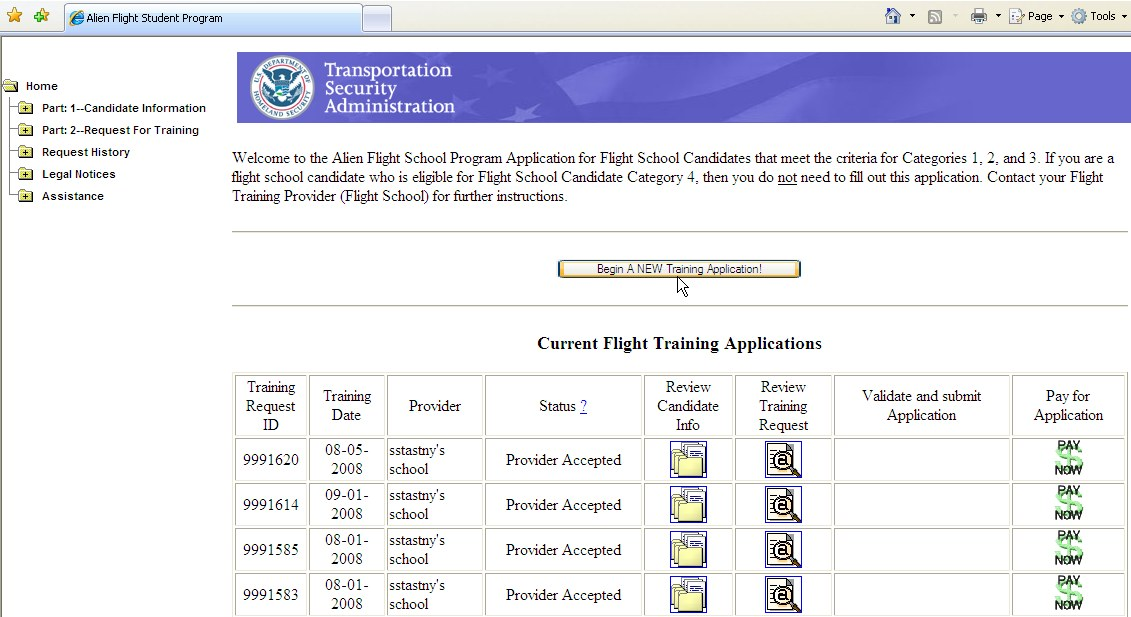 Alien Flight Student Program
Page
Tools
Home
Part: 1--Candidate Information
Part: 2--Request For Training
Request History
Legal Notices
Assistance
U.S. DEPARTMENT OF HOMELAND SECURITY
Transportation
Security
Administration
Welcome to the Alien Flight School Program Application for Flight School Candidates that meet the criteria for Categories 1, 2, and 3. If you are a
flight school candidate who is eligible for Flight School Candidate Category 4, then you do not need to fill out this application. Contact your Flight
Training Provider (Flight School) for further instructions.
Begin A NEW Training Application!
Current Flight Training Applications
Training Request ID
Training Date
Provider
Status ?
Review Candidate Info
Review Training Request
Validate and submit Application
Pay for Application
9991620
08-05-2008
sstastny's school
Provider Accepted
@
PAY $ NOW
9991614
09-01-2008
sstastny's school
Provider Accepted
@
PAY $ NOW
9991585
08-01-2008
sstastny's school
Provider Accepted
@
PAY $ NOW
9991583
08-01-2008
sstastny's school
Provider Accepted
@
PAY $ NOW